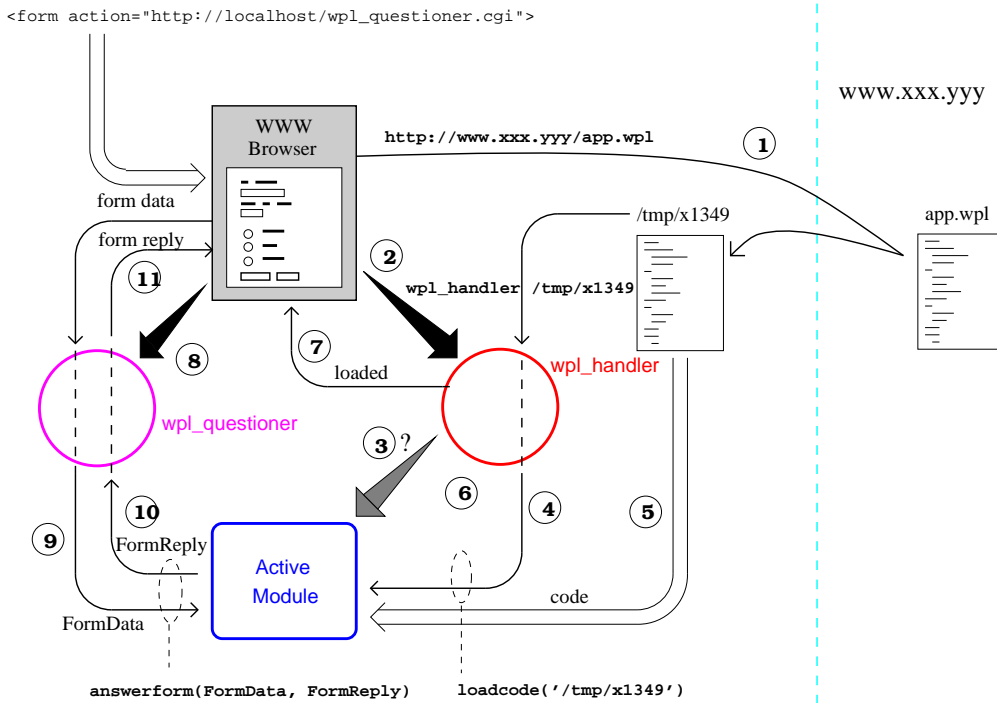 <form action="http://localhost/wpl_questioner.cgi">
www.xxx.yyy
WWW
Browser
http://www.xxx.yyy/app.wpl
1
form data
/tmp/x1349
app.wpl
form reply
2
11
wpl_handler /tmp/x1349
7
8
loaded
wpl_handler
wpl_questioner
3 ?
6
4
5
10
9
FormReply
Active
Module
code
FormData
answerform(FormData, FormReply)
loadcode('/tmp/x1349')